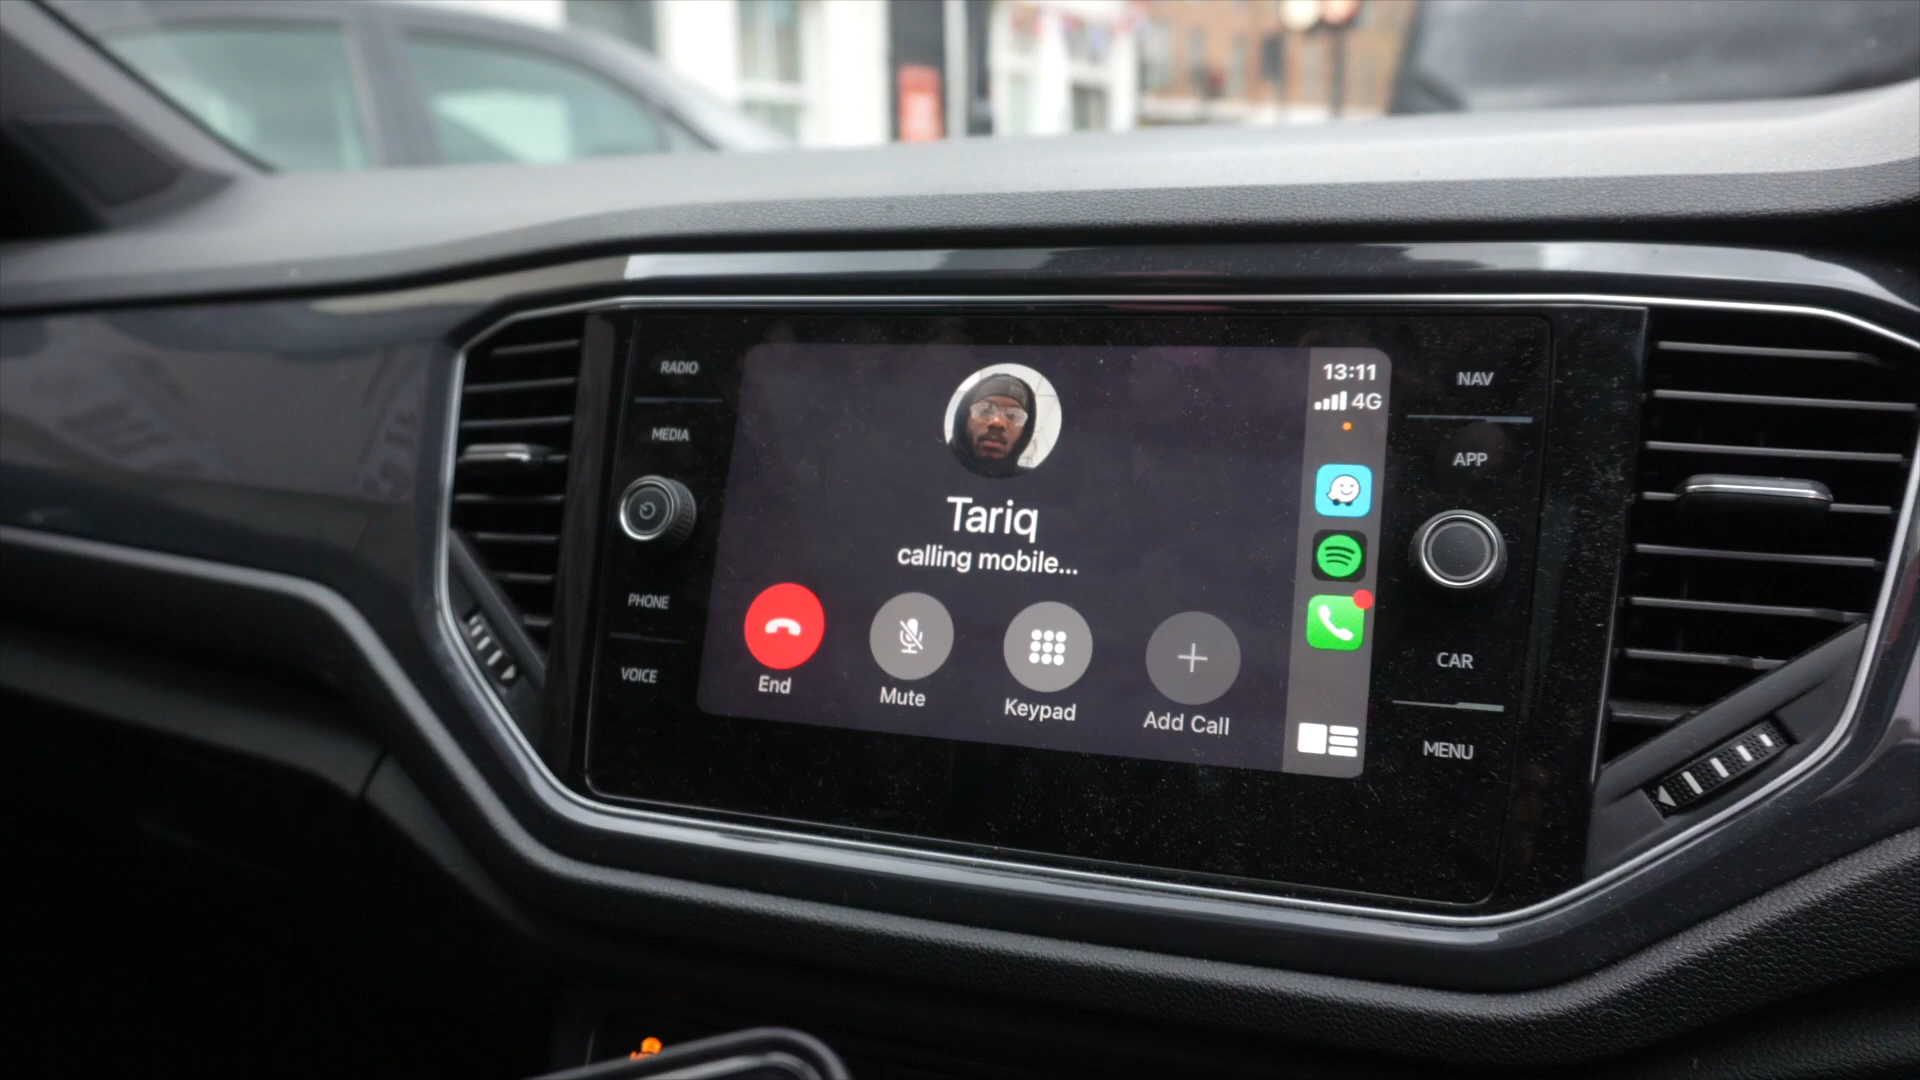 RADIO
MEDIA
PHONE
VOICE
Tariq
calling mobile...
End
Mute
Keypad
Add Call
13:11
4G
NAV
APP
CAR
MENU